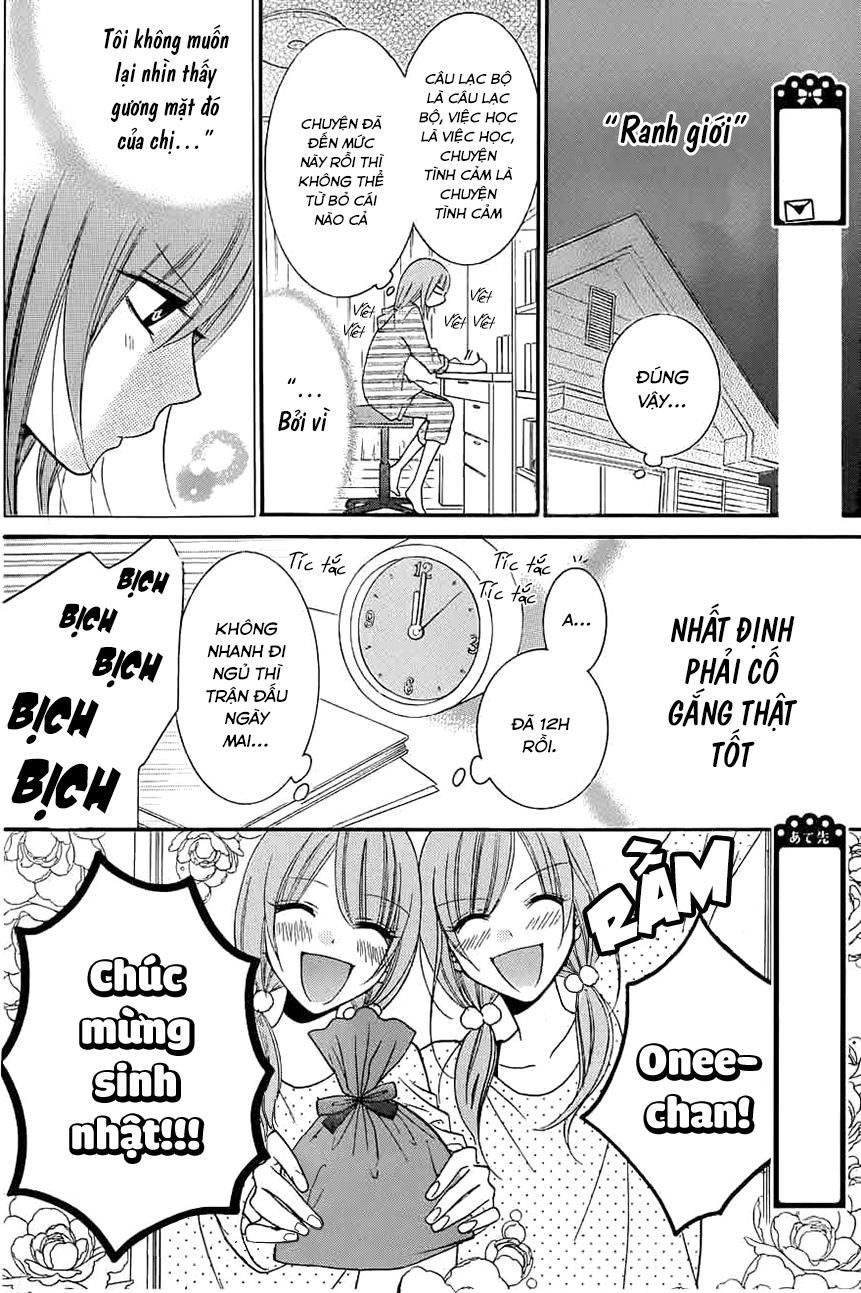 “Ranh giới”
ĐÚNG
VẬY...
CÂU LẠC BỘ
LÀ CÂU LẠC
BỘ, VIỆC HỌC
LÀ VIỆC HỌC,
CHUYỆN
TÌNH CẢM LÀ
CHUYỆN
TÌNH CẢM
CHUYỆN ĐÃ
ĐẾN MỨC
NÀY RỒI THÌ
KHÔNG THỂ
TỪ BỎ CÁI
NÀO CẢ
Viết
Viết
Viết
Viết
“...
Bởi vì
Tôi không muốn
lại nhìn thấy
gương mặt đó
của chị...”
NHẤT ĐỊNH
PHẢI CỐ
GẮNG THẬT
TỐT
A...
ĐÃ 12H
RỒI.
Tíc tắc
Tíc tắc
Tíc
tắc
12
3
6
9
KHÔNG
NHANH ĐI
NGỦ THÌ
TRẬN ĐẤU
NGÀY
MAI...
BỊCH
BỊCH
BỊCH
BỊCH
BỊCH
あて先
RẦM
Onee-
chan!
Chúc
mừng
sinh
nhật!!!